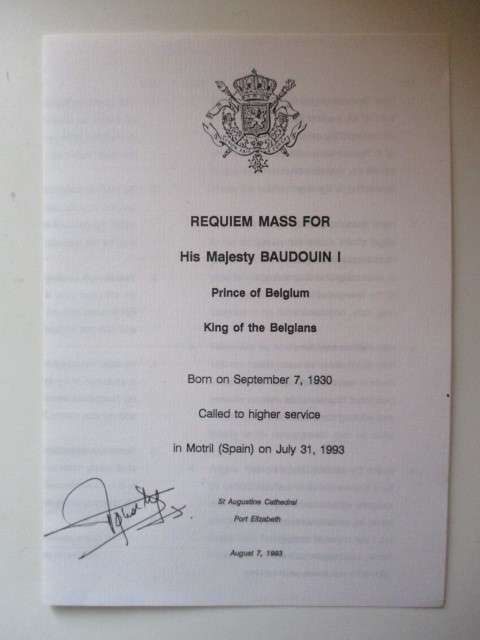 REQUIEM MASS FOR
His Majesty BAUDOUIN I
Prince of Belgium
King of the Belgians
Born on September 7, 1930
Called to higher service
in Motril (Spain) on July 31, 1993
St Augustine Cathedral
Port Elizabeth
August 7, 1993